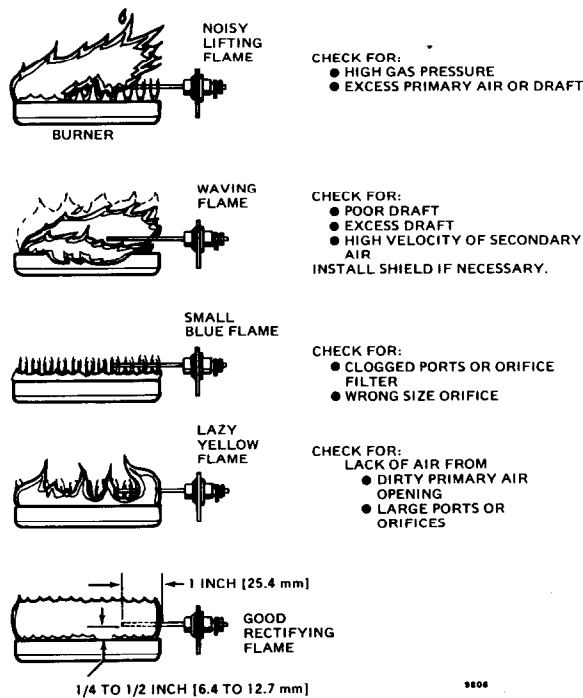 NOISY
LIFTING
FLAME
CHECK FOR:
● HIGH GAS PRESSURE
● EXCESS PRIMARY AIR OR DRAFT
BURNER
WAVING
FLAME
CHECK FOR:
● POOR DRAFT
● EXCESS DRAFT
● HIGH VELOCITY OF SECONDARY
AIR
INSTALL SHIELD IF NECESSARY.
SMALL
BLUE FLAME
CHECK FOR:
● CLOGGED PORTS OR ORIFICE
FILTER
● WRONG SIZE ORIFICE
LAZY
YELLOW
FLAME
CHECK FOR:
LACK OF AIR FROM
● DIRTY PRIMARY AIR
OPENING
● LARGE PORTS OR
ORIFICES
1 INCH [25.4 mm]
GOOD
RECTIFYING
FLAME
1/4 TO 1/2 INCH [6.4 TO 12.7 mm]